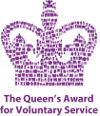 The Queen's Award
for Voluntary Service